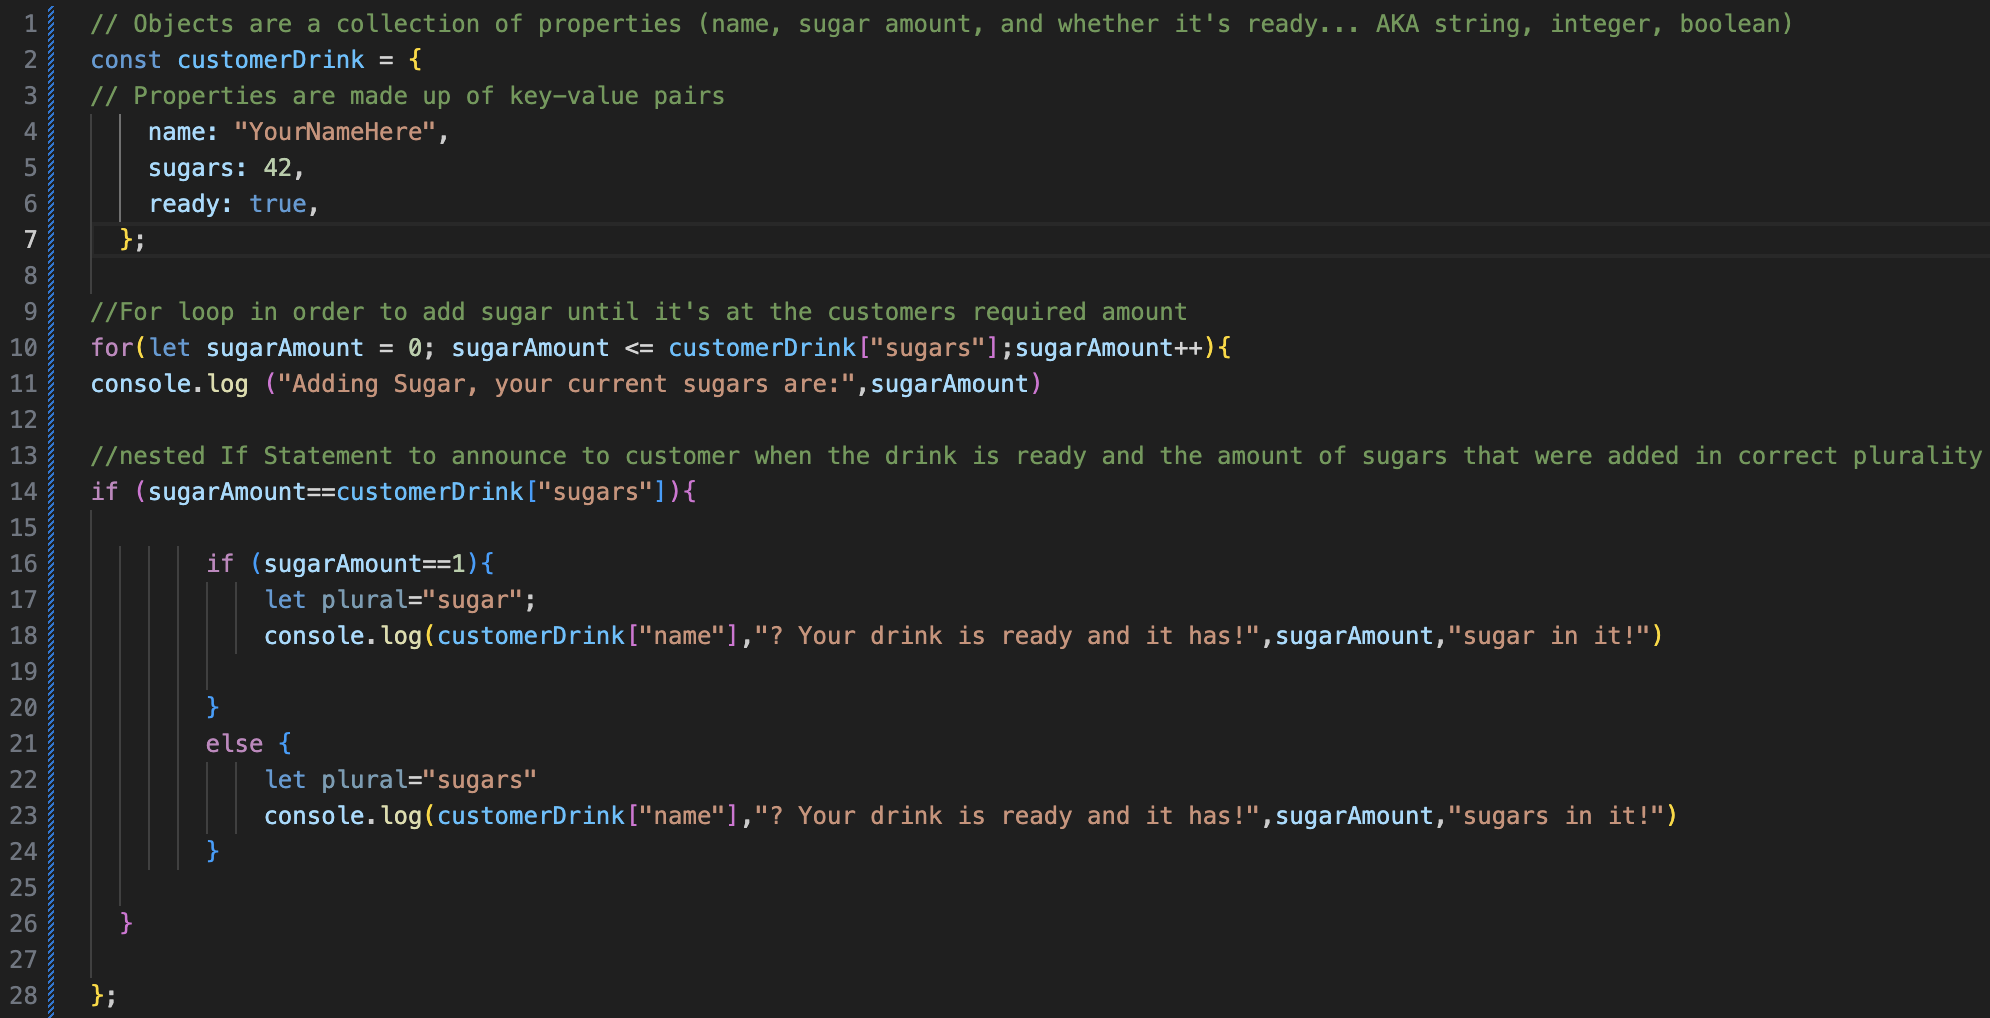 1 // Objects are a collection of properties (name, sugar amount, and whether it's ready... AKA string, integer, boolean)
2 const customerDrink = {
3 // Properties are made up of key-value pairs
4     name: "YourNameHere",
5     sugars: 42,
6     ready: true,
7   };
8
9 //For loop in order to add sugar until it's at the customers required amount
10 for(let sugarAmount = 0; sugarAmount <= customerDrink["sugars"];sugarAmount++){
11 console.log ("Adding Sugar, your current sugars are:",sugarAmount)
12
13 //nested If Statement to announce to customer when the drink is ready and the amount of sugars that were added in correct plurality
14 if (sugarAmount==customerDrink["sugars"]){
15
16         if (sugarAmount==1){
17             let plural="sugar";
18             console.log(customerDrink["name"],"? Your drink is ready and it has!",sugarAmount,"sugar in it!")
19
20         }
21         else {
22             let plural="sugars"
23             console.log(customerDrink["name"],"? Your drink is ready and it has!",sugarAmount,"sugars in it!")
24         }
25
26   }
27
28 };